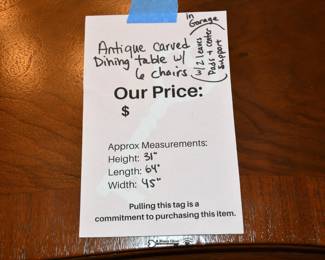 Antique carved
Dining table w/
6 chairs
in
Garage
w/ 2 leaves
Pads + center
support
Our Price:
$
Approx Measurements:
Height: 31"
Length: 64"
Width: 45"
Pulling this tag is a
commitment to purchasing this item.